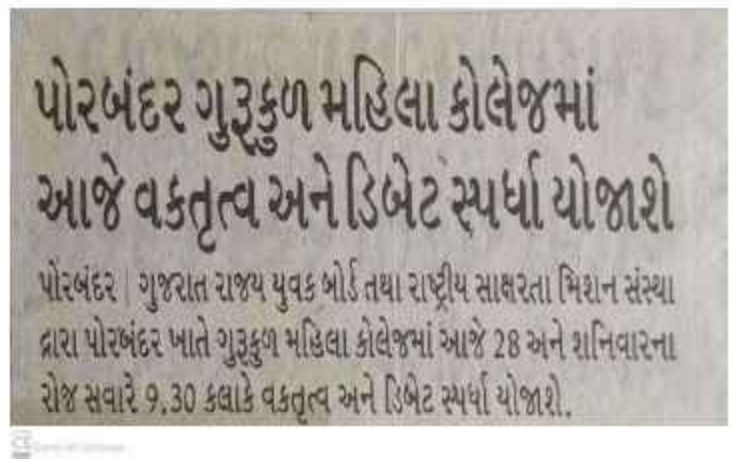 પોરબંદર ગુરૂકુળ મહિલા કોલેજમાં
આજે વકતૃત્વ અને ડિબેટ સ્પર્ધા યોજાશે
પોરબંદર | ગુજરાત રાજય યુવક બોર્ડ તથા રાષ્ટ્રીય સાક્ષરતા મિશન સંસ્થા
દ્વારા પોરબંદર ખાતે ગુરૂકુળ મહિલા કોલેજમાં આજે 28 અને શનિવારના
રોજ સવારે 9.30 કલાકે વકતૃત્વ અને ડિબેટ સ્પર્ધા યોજાશે.